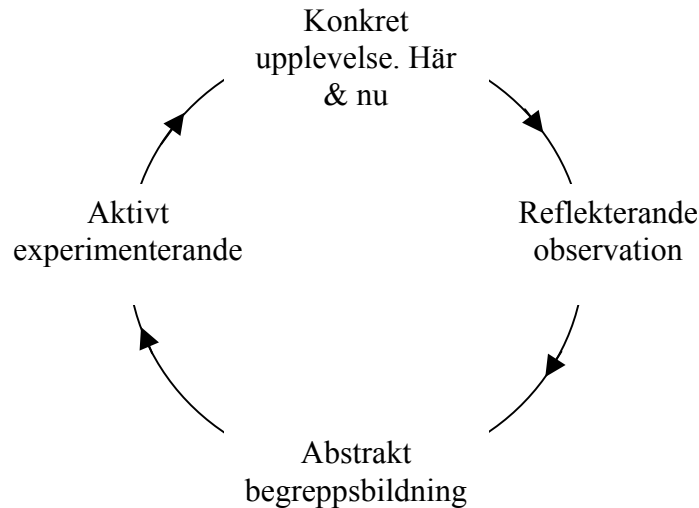 Konkret
upplevelse. Här
& nu
Aktivt
experimenterande
Reflekterande
observation
Abstrakt
begreppsbildning